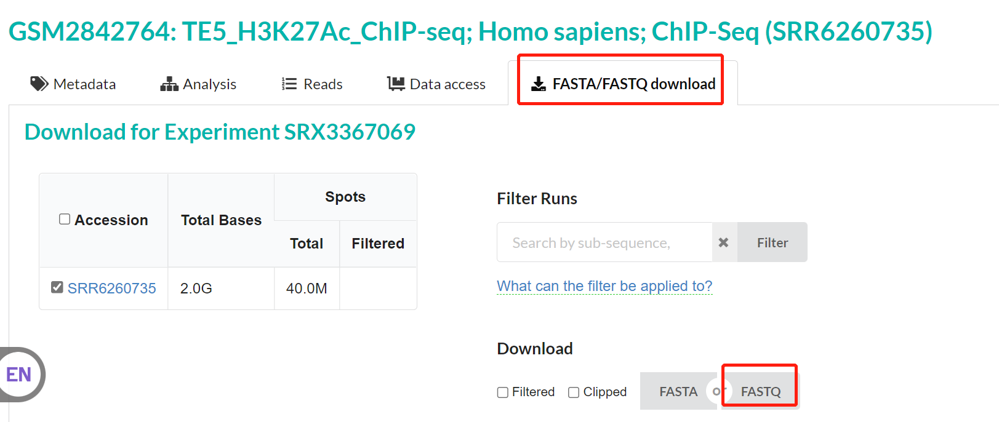 GSM2842764: TE5_H3K27Ac_ChIP-seq; Homo sapiens; ChIP-Seq (SRR6260735)
Metadata Analysis Reads Data access FASTA/FASTQ download
Download for Experiment SRX3367069
Accession Total Bases Spots
Total Filtered
SRR6260735 2.0G 40.0M
Filter Runs
Search by sub-sequence, Filter
What can the filter be applied to?
Download
Filtered Clipped FASTA or FASTQ
EN